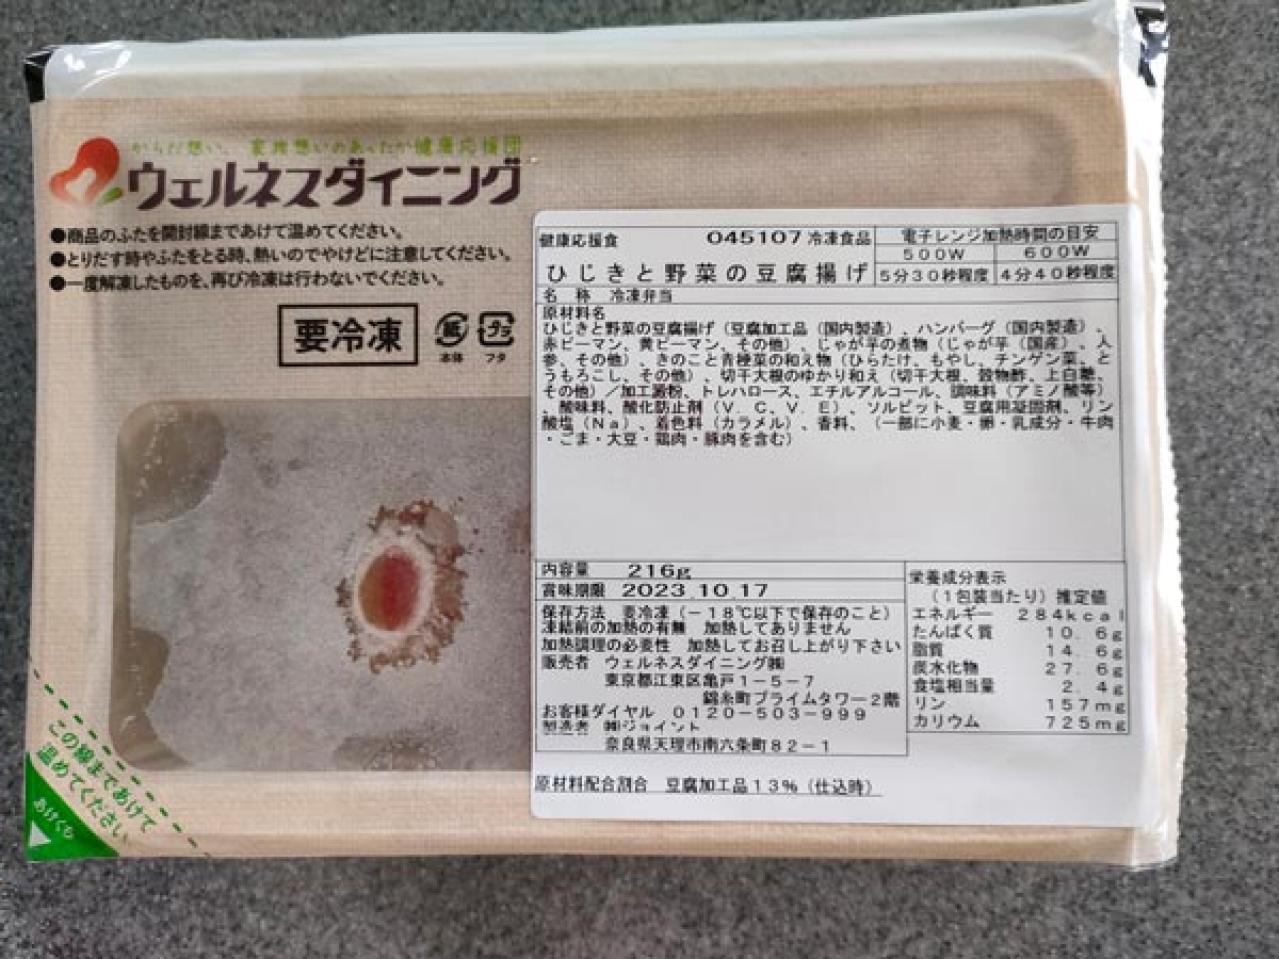 からだ想い、家族想いのあったか健康応援団
ウェルネスダイニング
●商品のふたを開封線まであけて温めてください。
●とりだす時やふたをとる時、熱いのでやけどに注意してください。
●一度解凍したものを、再び冷凍は行わないでください。
要冷凍
紙 プラ
本体 フタ
健康応援食 045107 冷凍食品
ひじきと野菜の豆腐揚げ
電子レンジ加熱時間の目安
500W 600W
5分30秒程度 4分40秒程度
名 称 冷凍弁当
原材料名
ひじきと野菜の豆腐揚げ(豆腐加工品(国内製造)、ハンバーグ(国内製造)、
赤ピーマン、黄ピーマン、その他)、じゃが芋の煮物(じゃが芋(国産)、人
参、その他)、きのこと青梗菜の和え物(ひらたけ、もやし、チンゲン菜、と
うもろこし、その他)、切干大根のゆかり和え(切干大根、穀物酢、上白糖、
その他)/加工澱粉、トレハロース、エチルアルコール、調味料(アミノ酸等)
、酸味料、酸化防止剤(V.C、V.E)、ソルビット、豆腐用凝固剤、リン
酸塩(Na)、着色料(カラメル)、香料、(一部に小麦・卵・乳成分・牛肉
・ごま・大豆・鶏肉・豚肉を含む)
内容量 216g
賞味期限 2023.10.17
保存方法 要冷凍(-18℃以下で保存のこと)
凍結前の加熱の有無 加熱してありません
加熱調理の必要性 加熱してお召し上がり下さい
販売者 ウェルネスダイニング㈱
東京都江東区亀戸1-5-7
錦糸町プライムタワー2階
お客様ダイヤル 0120-503-999
製造者 ㈱ジョイント
奈良県天理市南六条町82-1
栄養成分表示
(1包装当たり)推定値
エネルギー 284kcal
たんぱく質 10.6g
脂質 14.6g
炭水化物 27.6g
食塩相当量 2.4g
リン 157mg
カリウム 725mg
原材料配合割合 豆腐加工品13%(仕込時)
この線まであけて
温めてください
あけくち